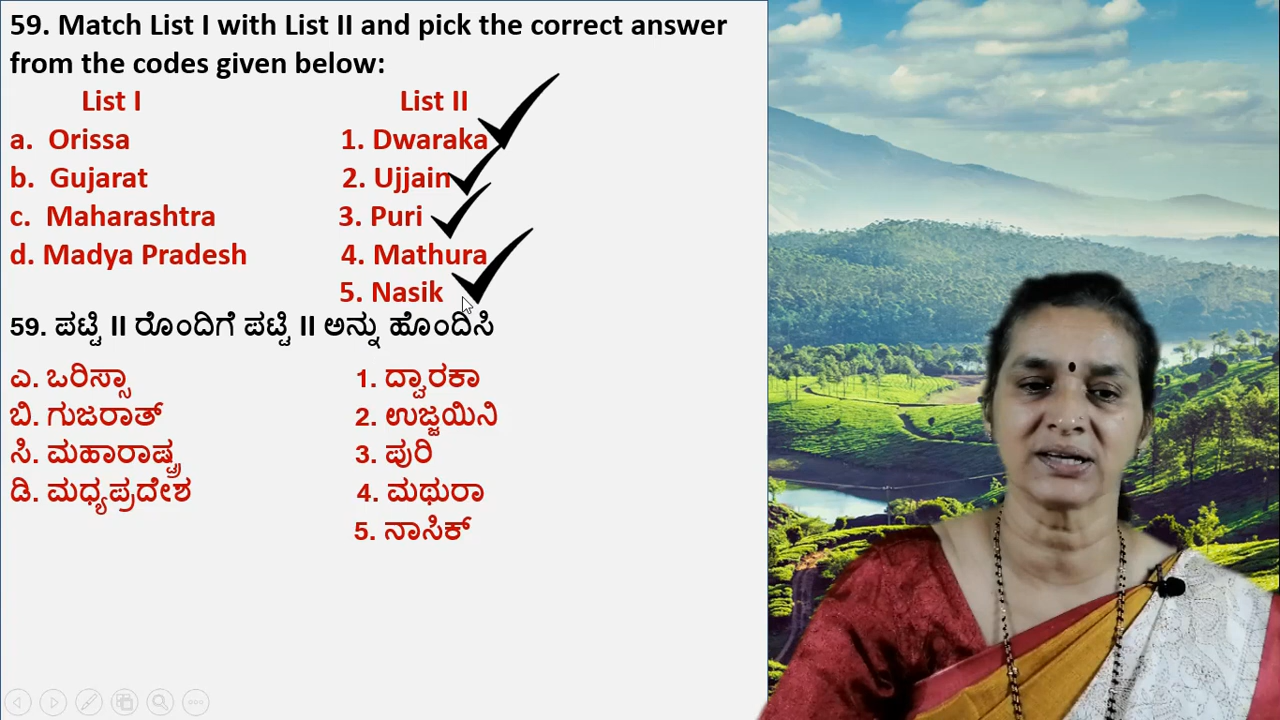 59. Match List I with List II and pick the correct answer
from the codes given below:
List I List II
a. Orissa 1. Dwaraka
b. Gujarat 2. Ujjain
c. Maharashtra 3. Puri
d. Madya Pradesh 4. Mathura
5. Nasik
59. ಪಟ್ಟಿ II ರೊಂದಿಗೆ ಪಟ್ಟಿ II ಅನ್ನು ಹೊಂದಿಸಿ
ಎ. ಒರಿಸ್ಸಾ 1. ದ್ವಾರಕಾ
ಬಿ. ಗುಜರಾತ್ 2. ಉಜ್ಜಯಿನಿ
ಸಿ. ಮಹಾರಾಷ್ಟ್ರ 3. ಪುರಿ
ಡಿ. ಮಧ್ಯಪ್ರದೇಶ 4. ಮಥುರಾ
5. ನಾಸಿಕ್